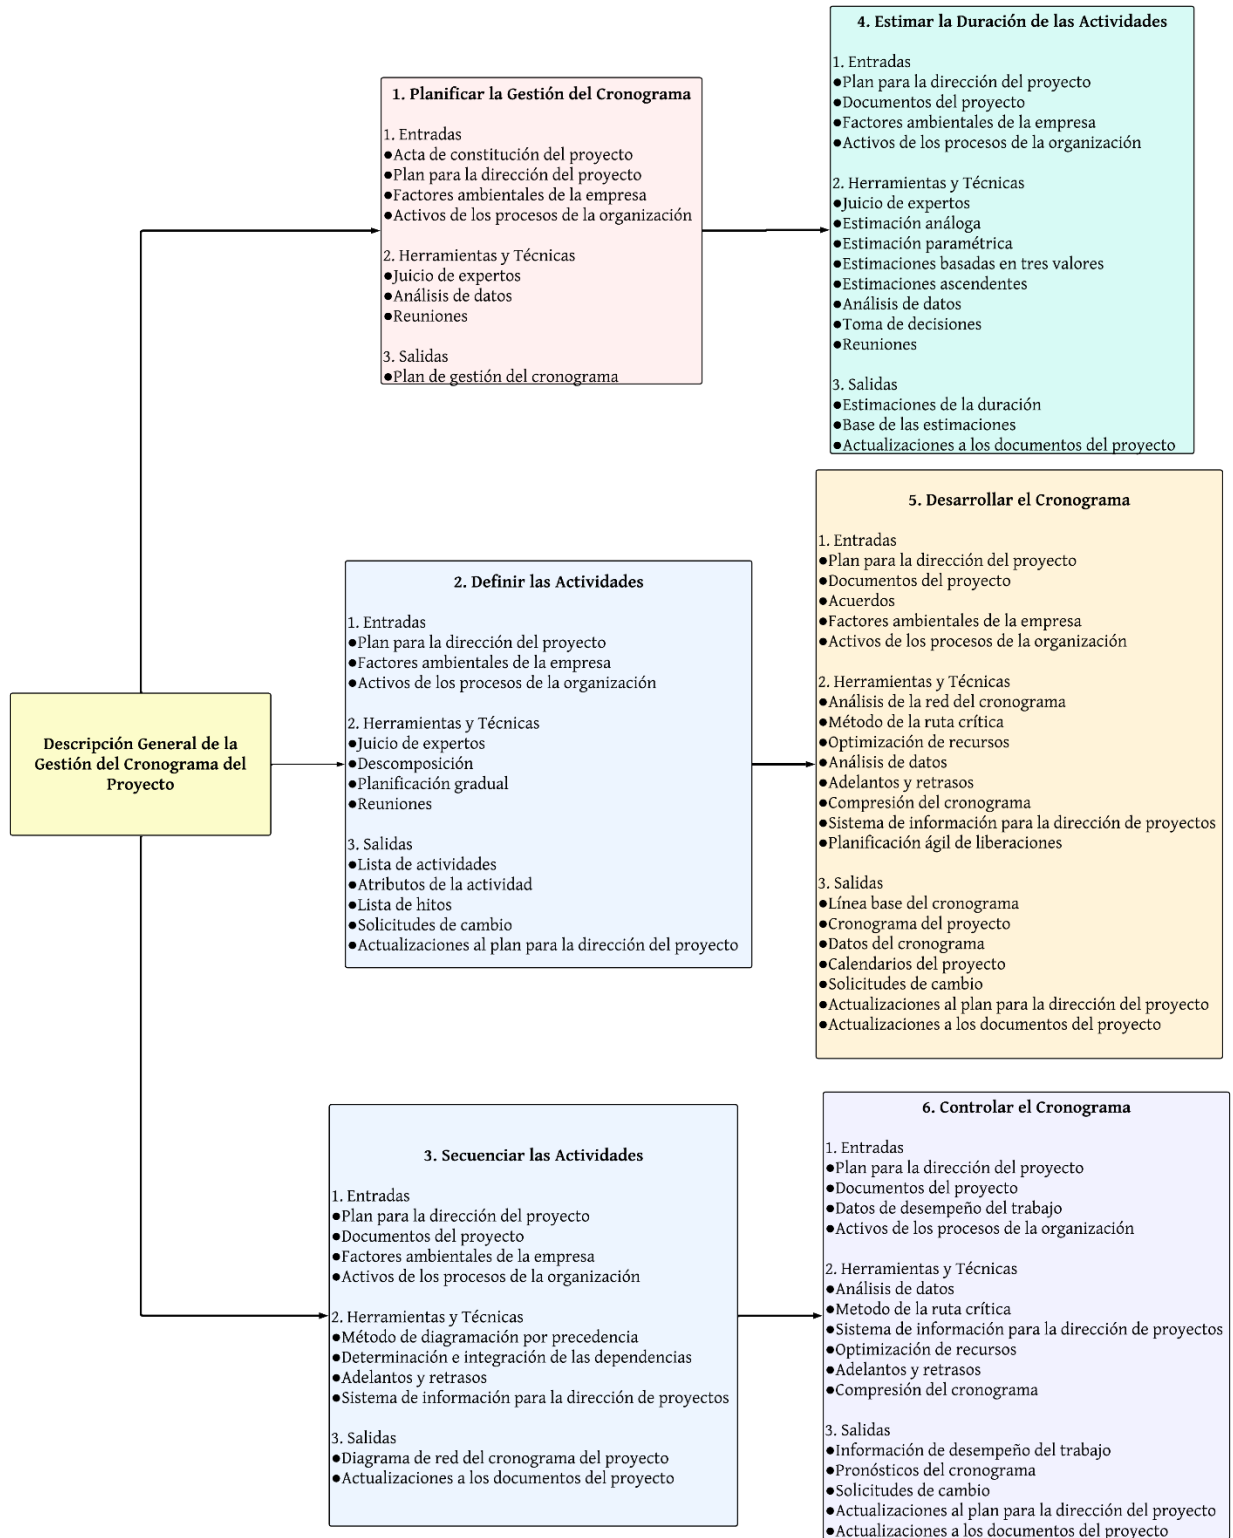 Descripción General de la
Gestión del Cronograma del
Proyecto
1. Planificar la Gestión del Cronograma
1. Entradas
●Acta de constitución del proyecto
●Plan para la dirección del proyecto
●Factores ambientales de la empresa
●Activos de los procesos de la organización
2. Herramientas y Técnicas
●Juicio de expertos
●Análisis de datos
●Reuniones
3. Salidas
●Plan de gestión del cronograma
2. Definir las Actividades
1. Entradas
●Plan para la dirección del proyecto
●Factores ambientales de la empresa
●Activos de los procesos de la organización
2. Herramientas y Técnicas
●Juicio de expertos
●Descomposición
●Planificación gradual
●Reuniones
3. Salidas
●Lista de actividades
●Atributos de la actividad
●Lista de hitos
●Solicitudes de cambio
●Actualizaciones al plan para la dirección del proyecto
3. Secuenciar las Actividades
1. Entradas
●Plan para la dirección del proyecto
●Documentos del proyecto
●Factores ambientales de la empresa
●Activos de los procesos de la organización
2. Herramientas y Técnicas
●Método de diagramación por precedencia
●Determinación e integración de las dependencias
●Adelantos y retrasos
●Sistema de información para la dirección de proyectos
3. Salidas
●Diagrama de red del cronograma del proyecto
●Actualizaciones a los documentos del proyecto
4. Estimar la Duración de las Actividades
1. Entradas
●Plan para la dirección del proyecto
●Documentos del proyecto
●Factores ambientales de la empresa
●Activos de los procesos de la organización
2. Herramientas y Técnicas
●Juicio de expertos
●Estimación análoga
●Estimación paramétrica
●Estimaciones basadas en tres valores
●Estimaciones ascendentes
●Análisis de datos
●Toma de decisiones
●Reuniones
3. Salidas
●Estimaciones de la duración
●Base de las estimaciones
●Actualizaciones a los documentos del proyecto
5. Desarrollar el Cronograma
1. Entradas
●Plan para la dirección del proyecto
●Documentos del proyecto
●Acuerdos
●Factores ambientales de la empresa
●Activos de los procesos de la organización
2. Herramientas y Técnicas
●Análisis de la red del cronograma
●Método de la ruta crítica
●Optimización de recursos
●Análisis de datos
●Adelantos y retrasos
●Compresión del cronograma
●Sistema de información para la dirección de proyectos
●Planificación ágil de liberaciones
3. Salidas
●Línea base del cronograma
●Cronograma del proyecto
●Datos del cronograma
●Calendarios del proyecto
●Solicitudes de cambio
●Actualizaciones al plan para la dirección del proyecto
●Actualizaciones a los documentos del proyecto
6. Controlar el Cronograma
1. Entradas
●Plan para la dirección del proyecto
●Documentos del proyecto
●Datos de desempeño del trabajo
●Activos de los procesos de la organización
2. Herramientas y Técnicas
●Análisis de datos
●Metodo de la ruta crítica
●Sistema de información para la dirección de proyectos
●Optimización de recursos
●Adelantos y retrasos
●Compresión del cronograma
3. Salidas
●Información de desempeño del trabajo
●Pronósticos del cronograma
●Solicitudes de cambio
●Actualizaciones al plan para la dirección del proyecto
●Actualizaciones a los documentos del proyecto